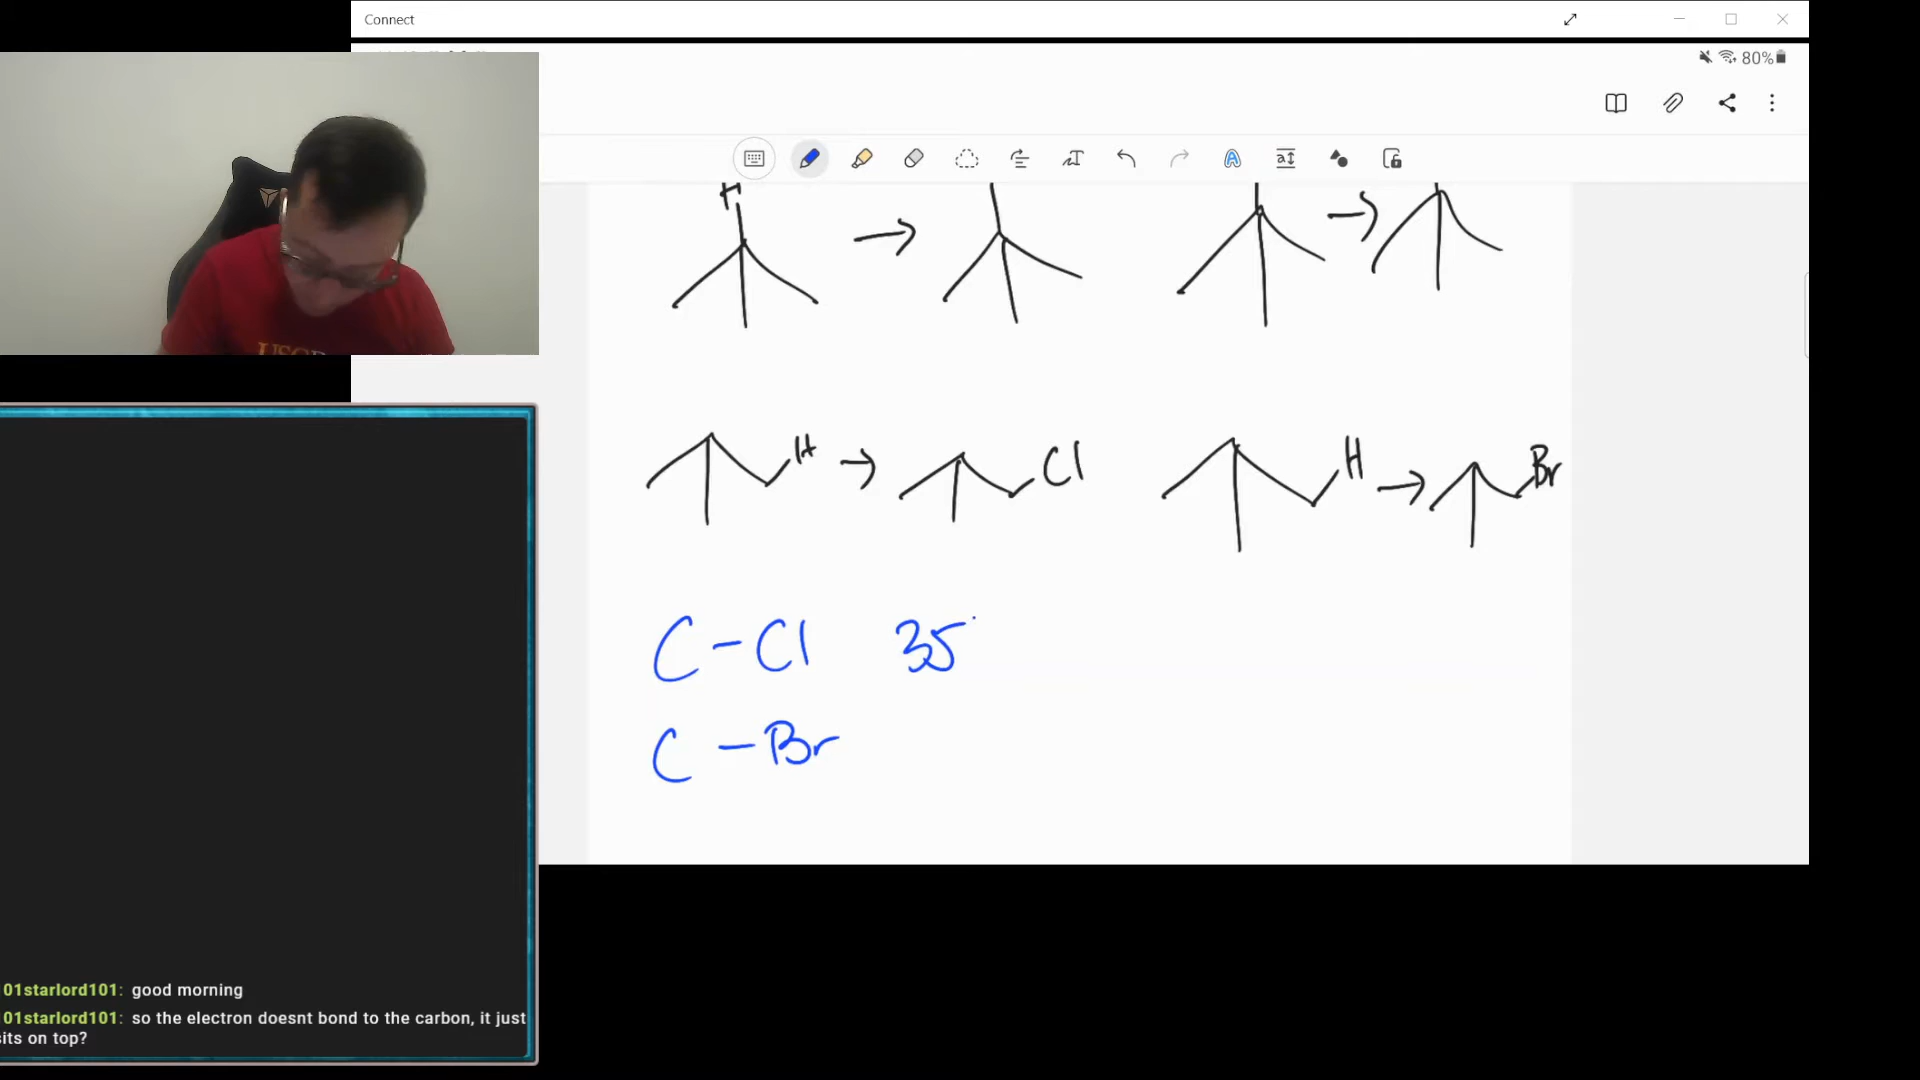 Connect
80%
H
H → Cl
H → Br
C - Cl 35
C - Br
01starlord101: good morning
01starlord101: so the electron doesnt bond to the carbon, it just
sits on top?